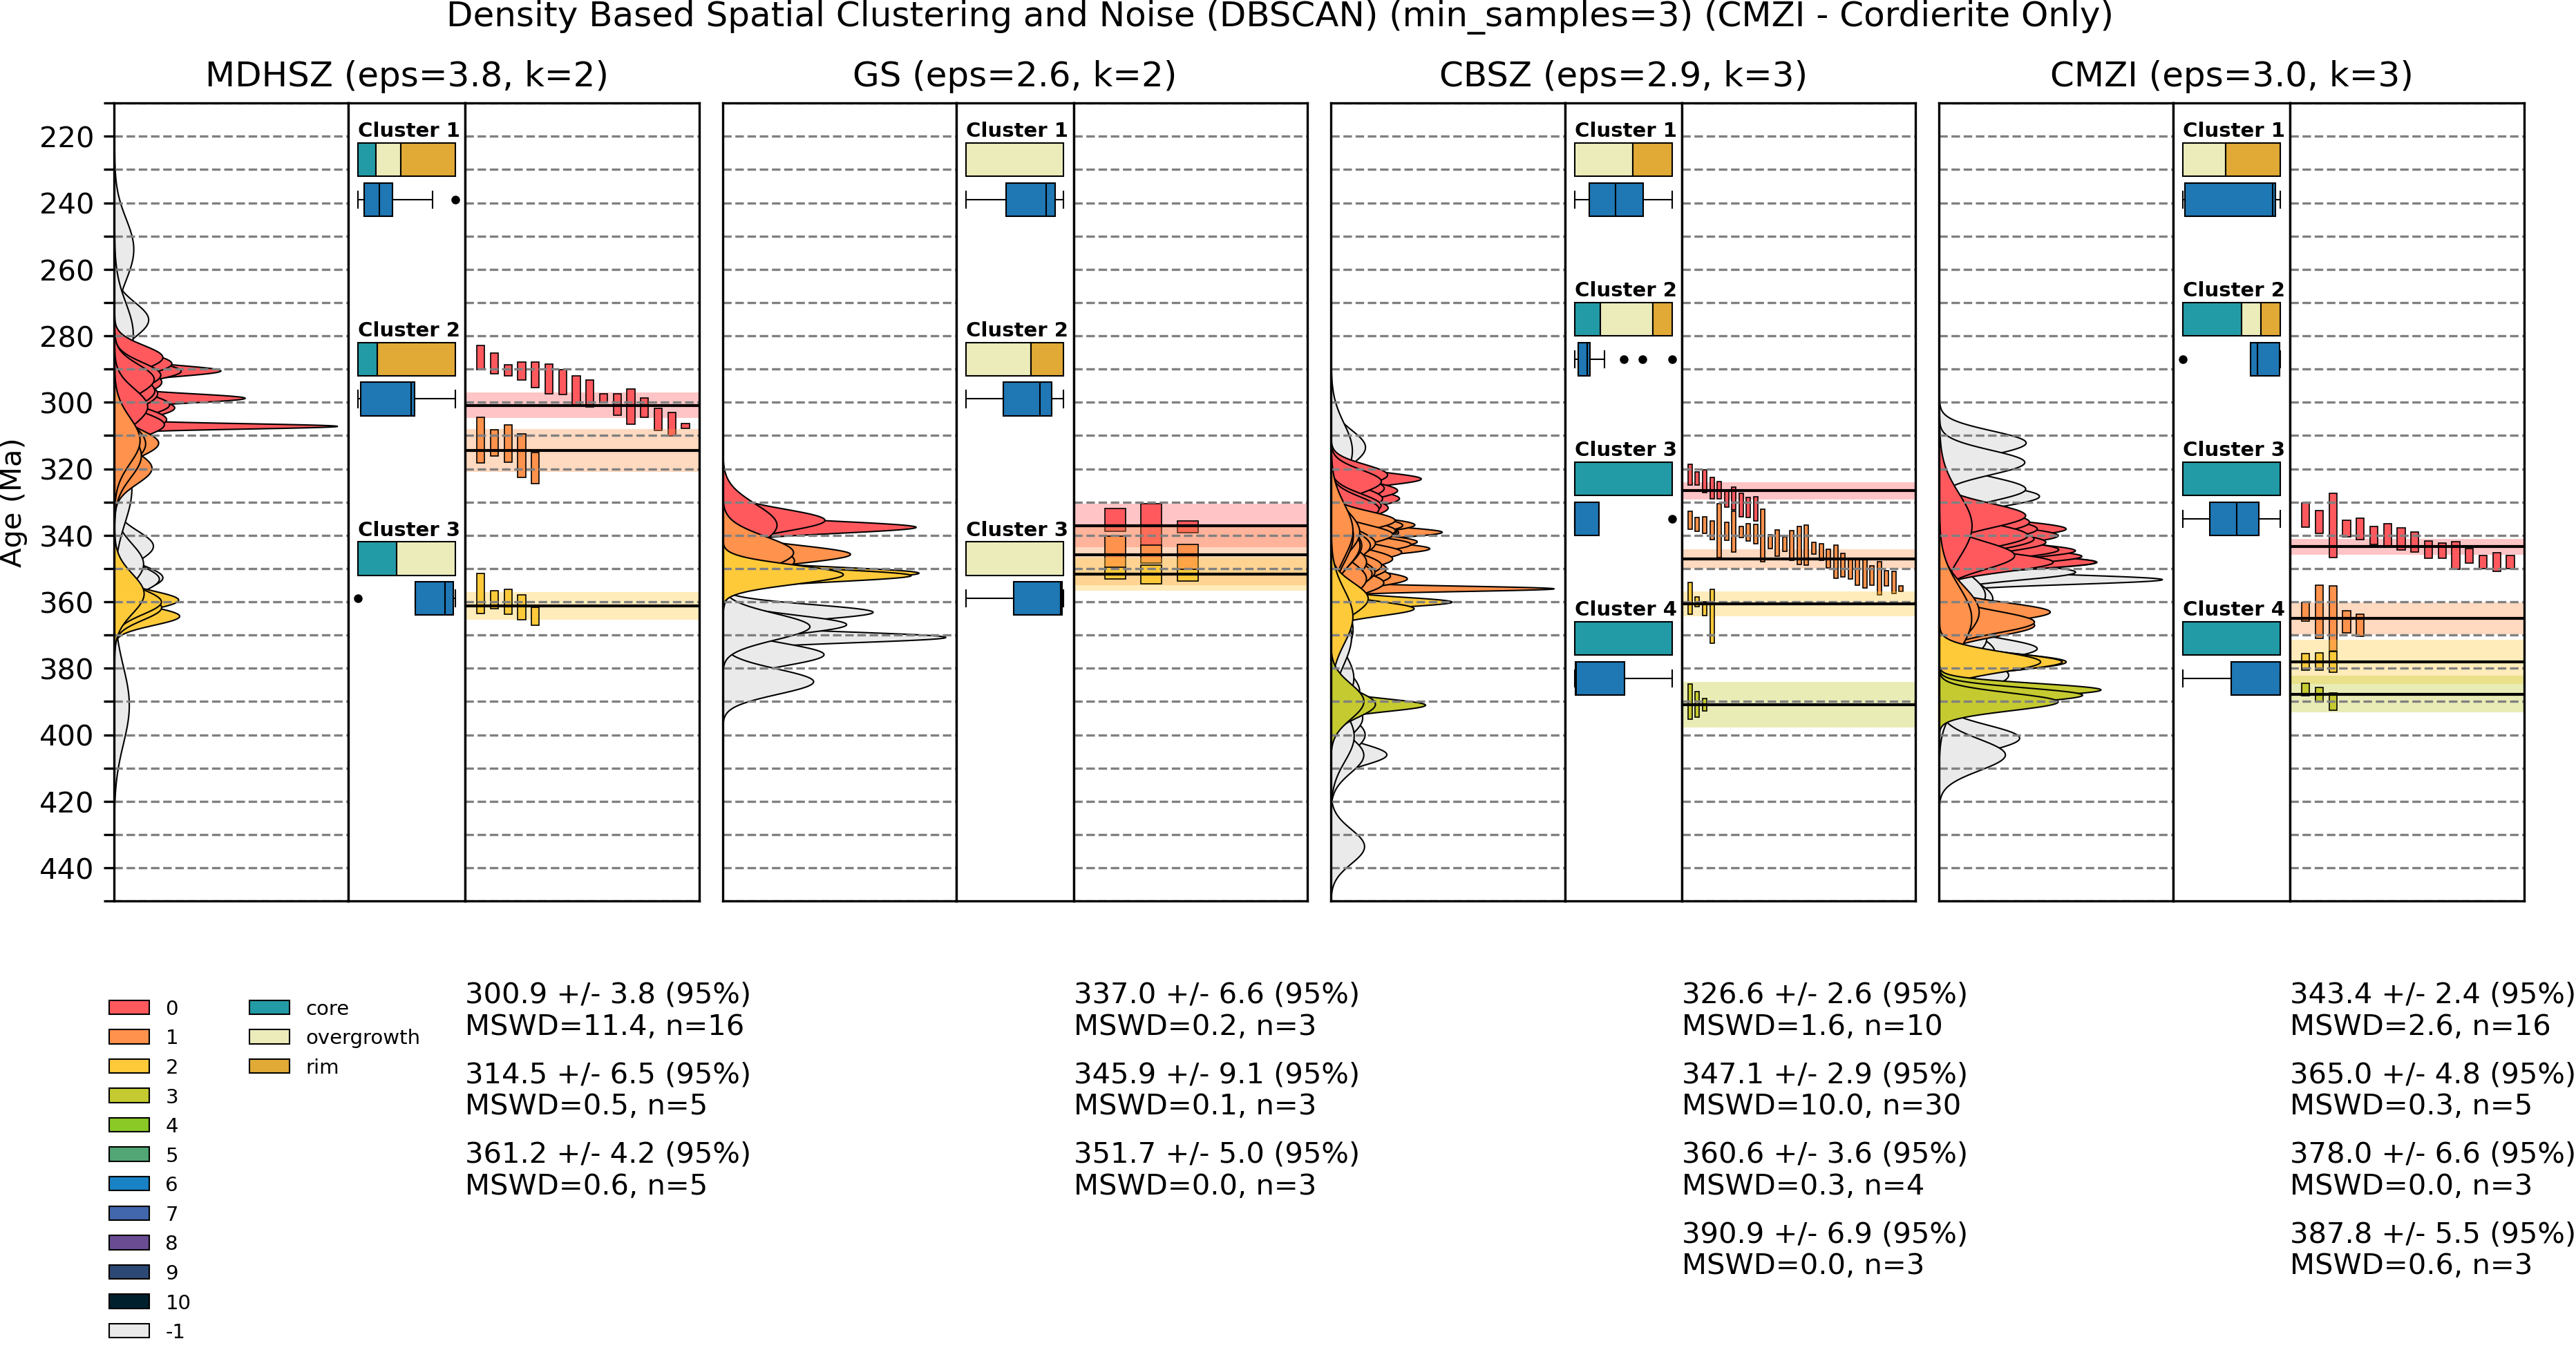 Density Based Spatial Clustering and Noise (DBSCAN) (min_samples=3) (CMZI - Cordierite Only)
MDHSZ (eps=3.8, k=2)
GS (eps=2.6, k=2)
CBSZ (eps=2.9, k=3)
CMZI (eps=3.0, k=3)
Age (Ma)
220
240
260
280
300
320
340
360
380
400
420
440
Cluster 1
Cluster 2
Cluster 3
Cluster 1
Cluster 2
Cluster 3
Cluster 1
Cluster 2
Cluster 3
Cluster 4
Cluster 1
Cluster 2
Cluster 3
Cluster 4
0
1
2
3
4
5
6
7
8
9
10
-1
core
overgrowth
rim
300.9 +/- 3.8 (95%)
MSWD=11.4, n=16
314.5 +/- 6.5 (95%)
MSWD=0.5, n=5
361.2 +/- 4.2 (95%)
MSWD=0.6, n=5
337.0 +/- 6.6 (95%)
MSWD=0.2, n=3
345.9 +/- 9.1 (95%)
MSWD=0.1, n=3
351.7 +/- 5.0 (95%)
MSWD=0.0, n=3
326.6 +/- 2.6 (95%)
MSWD=1.6, n=10
347.1 +/- 2.9 (95%)
MSWD=10.0, n=30
360.6 +/- 3.6 (95%)
MSWD=0.3, n=4
390.9 +/- 6.9 (95%)
MSWD=0.0, n=3
343.4 +/- 2.4 (95%)
MSWD=2.6, n=16
365.0 +/- 4.8 (95%)
MSWD=0.3, n=5
378.0 +/- 6.6 (95%)
MSWD=0.0, n=3
387.8 +/- 5.5 (95%)
MSWD=0.6, n=3